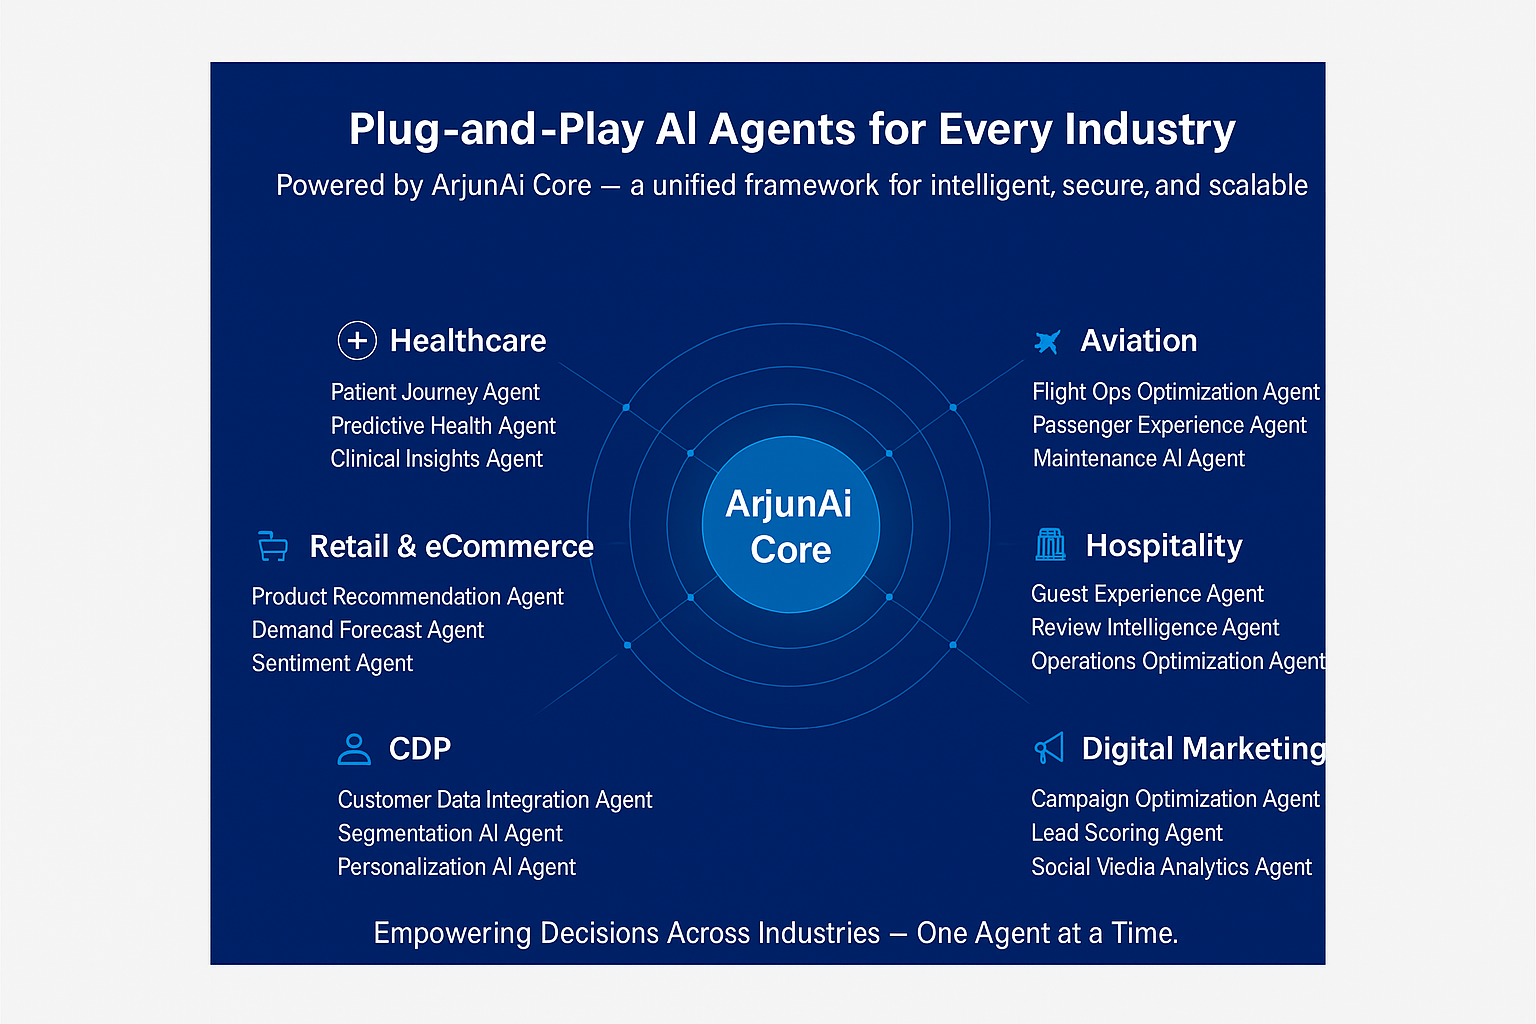 Plug-and-Play AI Agents for Every Industry
Powered by ArjunAi Core — a unified framework for intelligent, secure, and scalable
Healthcare
Patient Journey Agent
Predictive Health Agent
Clinical Insights Agent
Retail & eCommerce
Product Recommendation Agent
Demand Forecast Agent
Sentiment Agent
CDP
Customer Data Integration Agent
Segmentation AI Agent
Personalization AI Agent
ArjunAi
Core
Aviation
Flight Ops Optimization Agent
Passenger Experience Agent
Maintenance AI Agent
Hospitality
Guest Experience Agent
Review Intelligence Agent
Operations Optimization Agent
Digital Marketing
Campaign Optimization Agent
Lead Scoring Agent
Social Viedia Analytics Agent
Empowering Decisions Across Industries — One Agent at a Time.